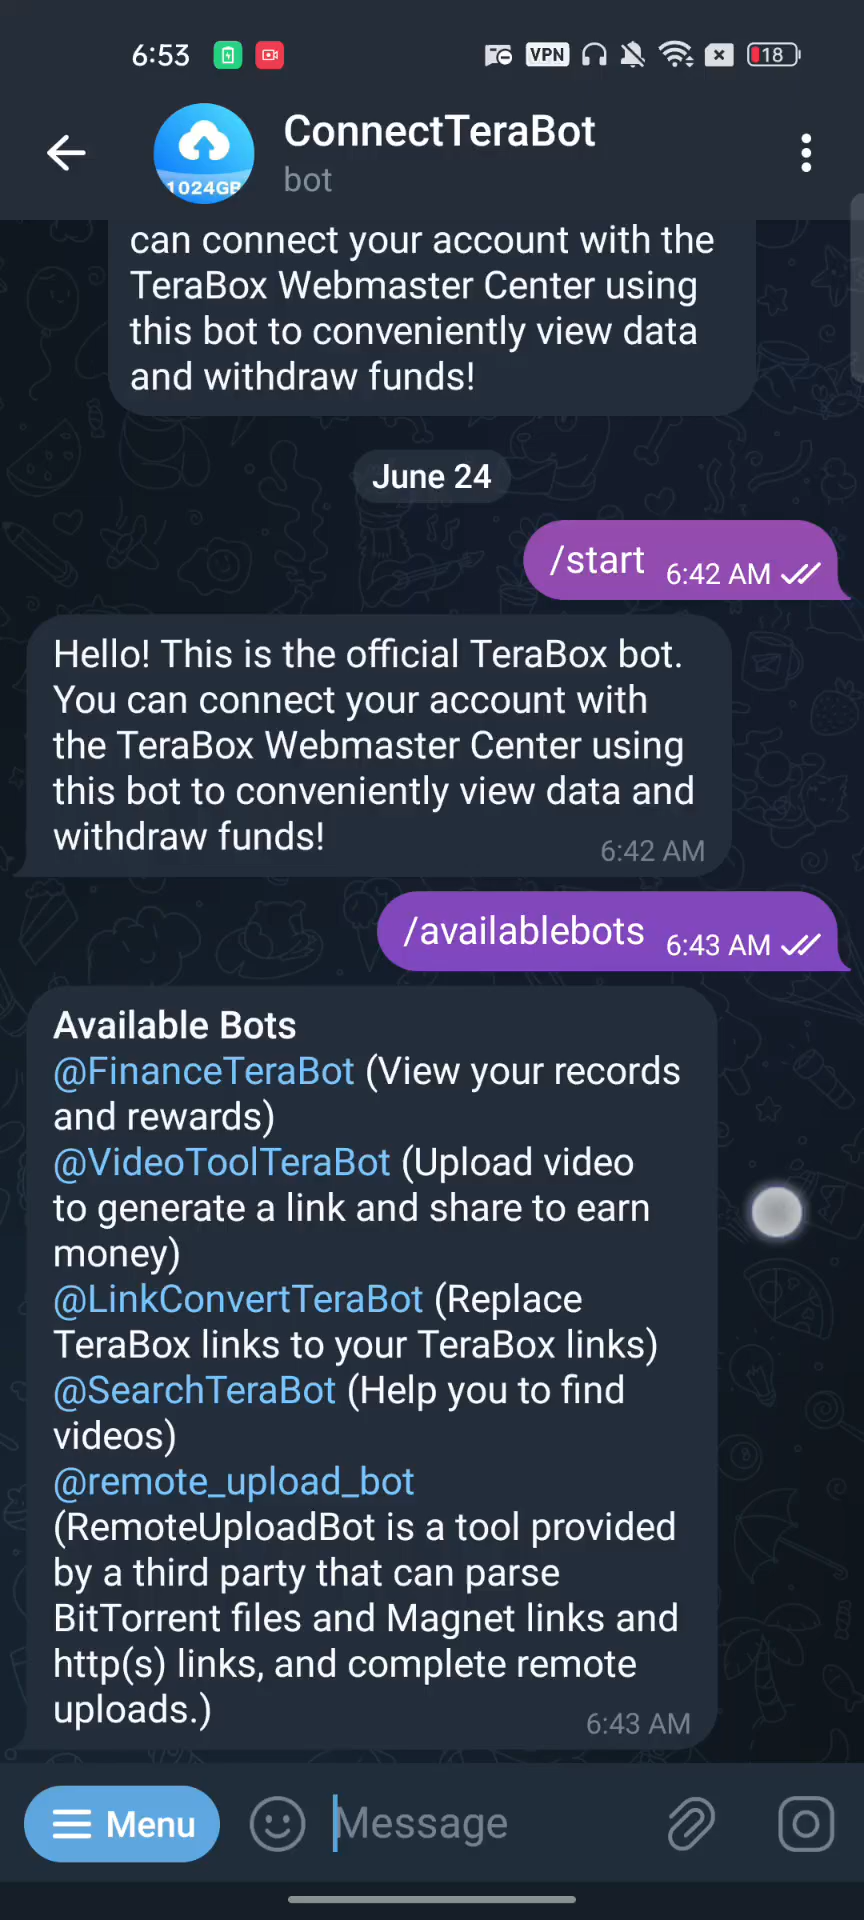 6:53
VPN
18
ConnectTeraBot
1024GB
bot
can connect your account with the
TeraBox Webmaster Center using
this bot to conveniently view data
and withdraw funds!
June 24
/start 6:42 AM
Hello! This is the official TeraBox bot.
You can connect your account with
the TeraBox Webmaster Center using
this bot to conveniently view data and
withdraw funds!
6:42 AM
/availablebots 6:43 AM
Available Bots
@FinanceTeraBot (View your records
and rewards)
@VideoToolTeraBot (Upload video
to generate a link and share to earn
money)
@LinkConvertTeraBot (Replace
TeraBox links to your TeraBox links)
@SearchTeraBot (Help you to find
videos)
@remote_upload_bot
(RemoteUploadBot is a tool provided
by a third party that can parse
BitTorrent files and Magnet links and
http(s) links, and complete remote
uploads.)
6:43 AM
Menu
Message